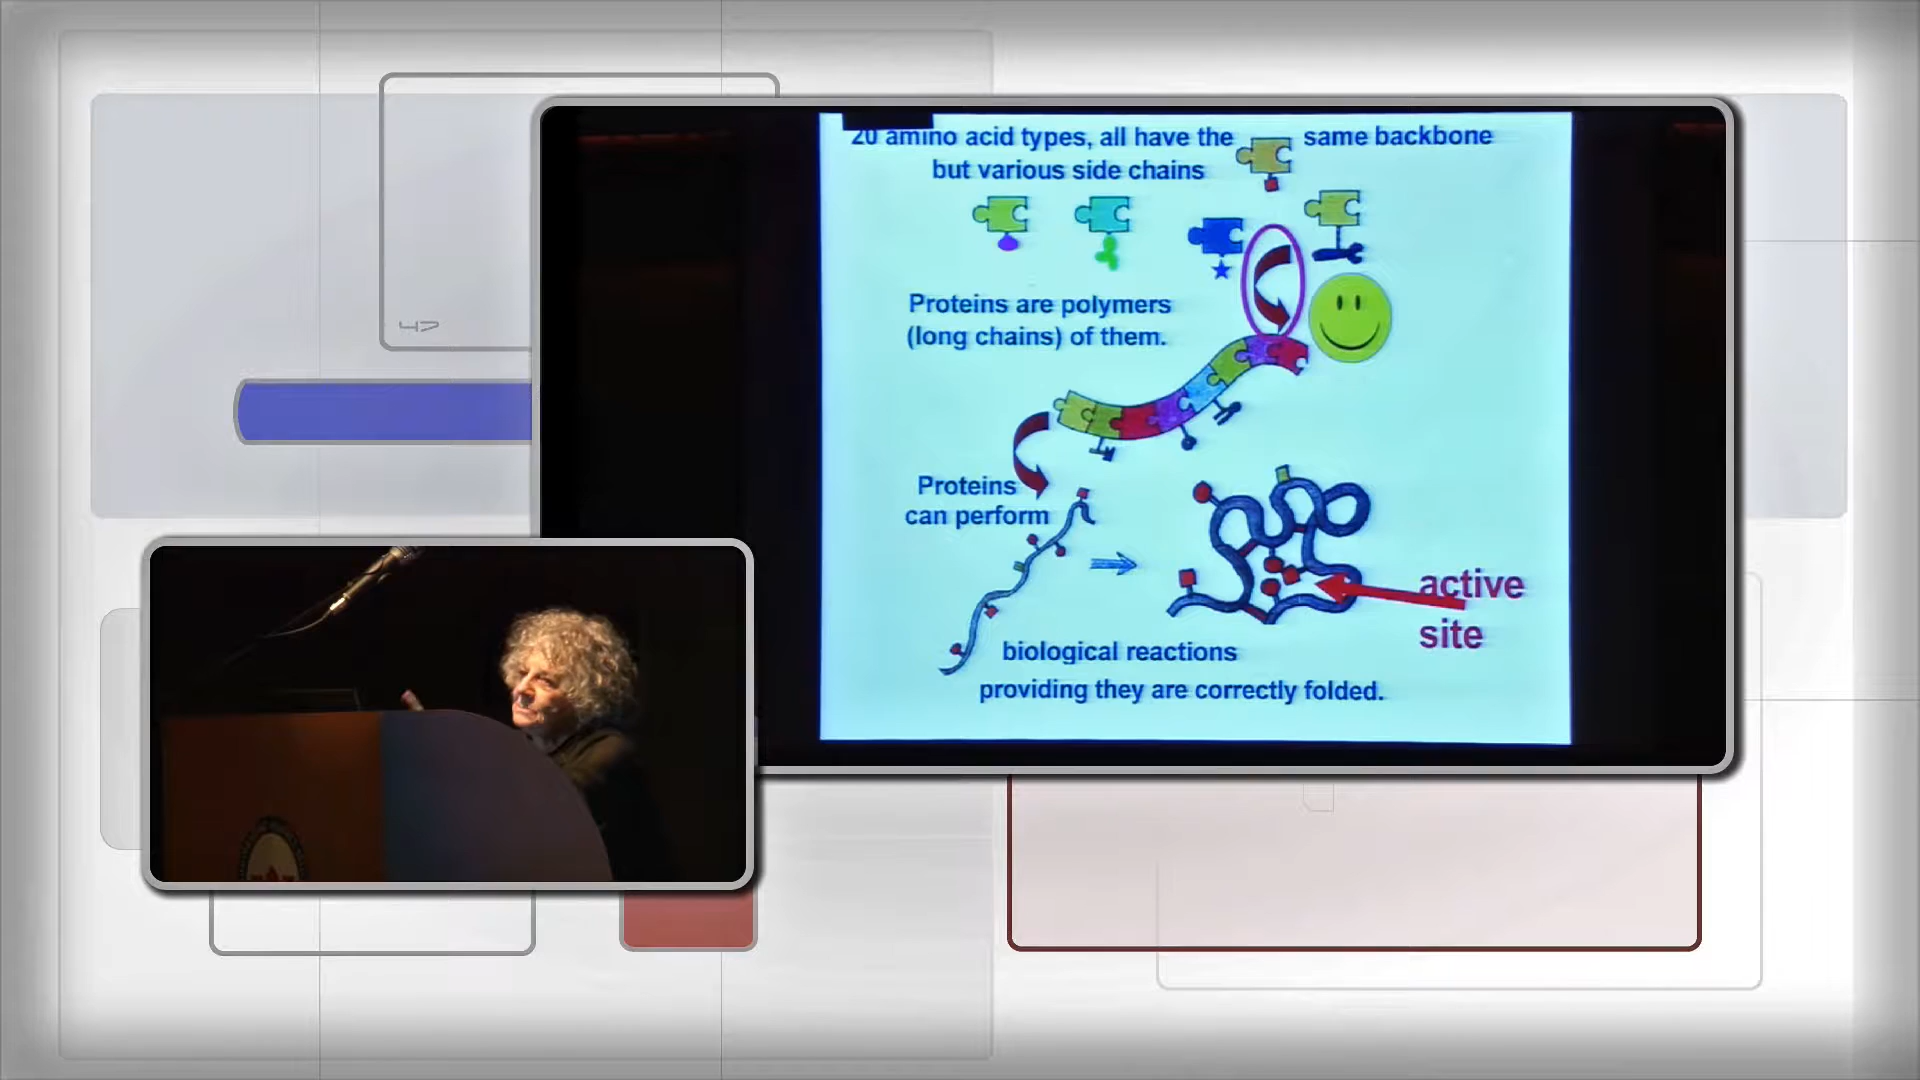 20 amino acid types, all have the same backbone
but various side chains
Proteins are polymers
(long chains) of them.
Proteins
can perform
active
site
biological reactions
providing they are correctly folded.